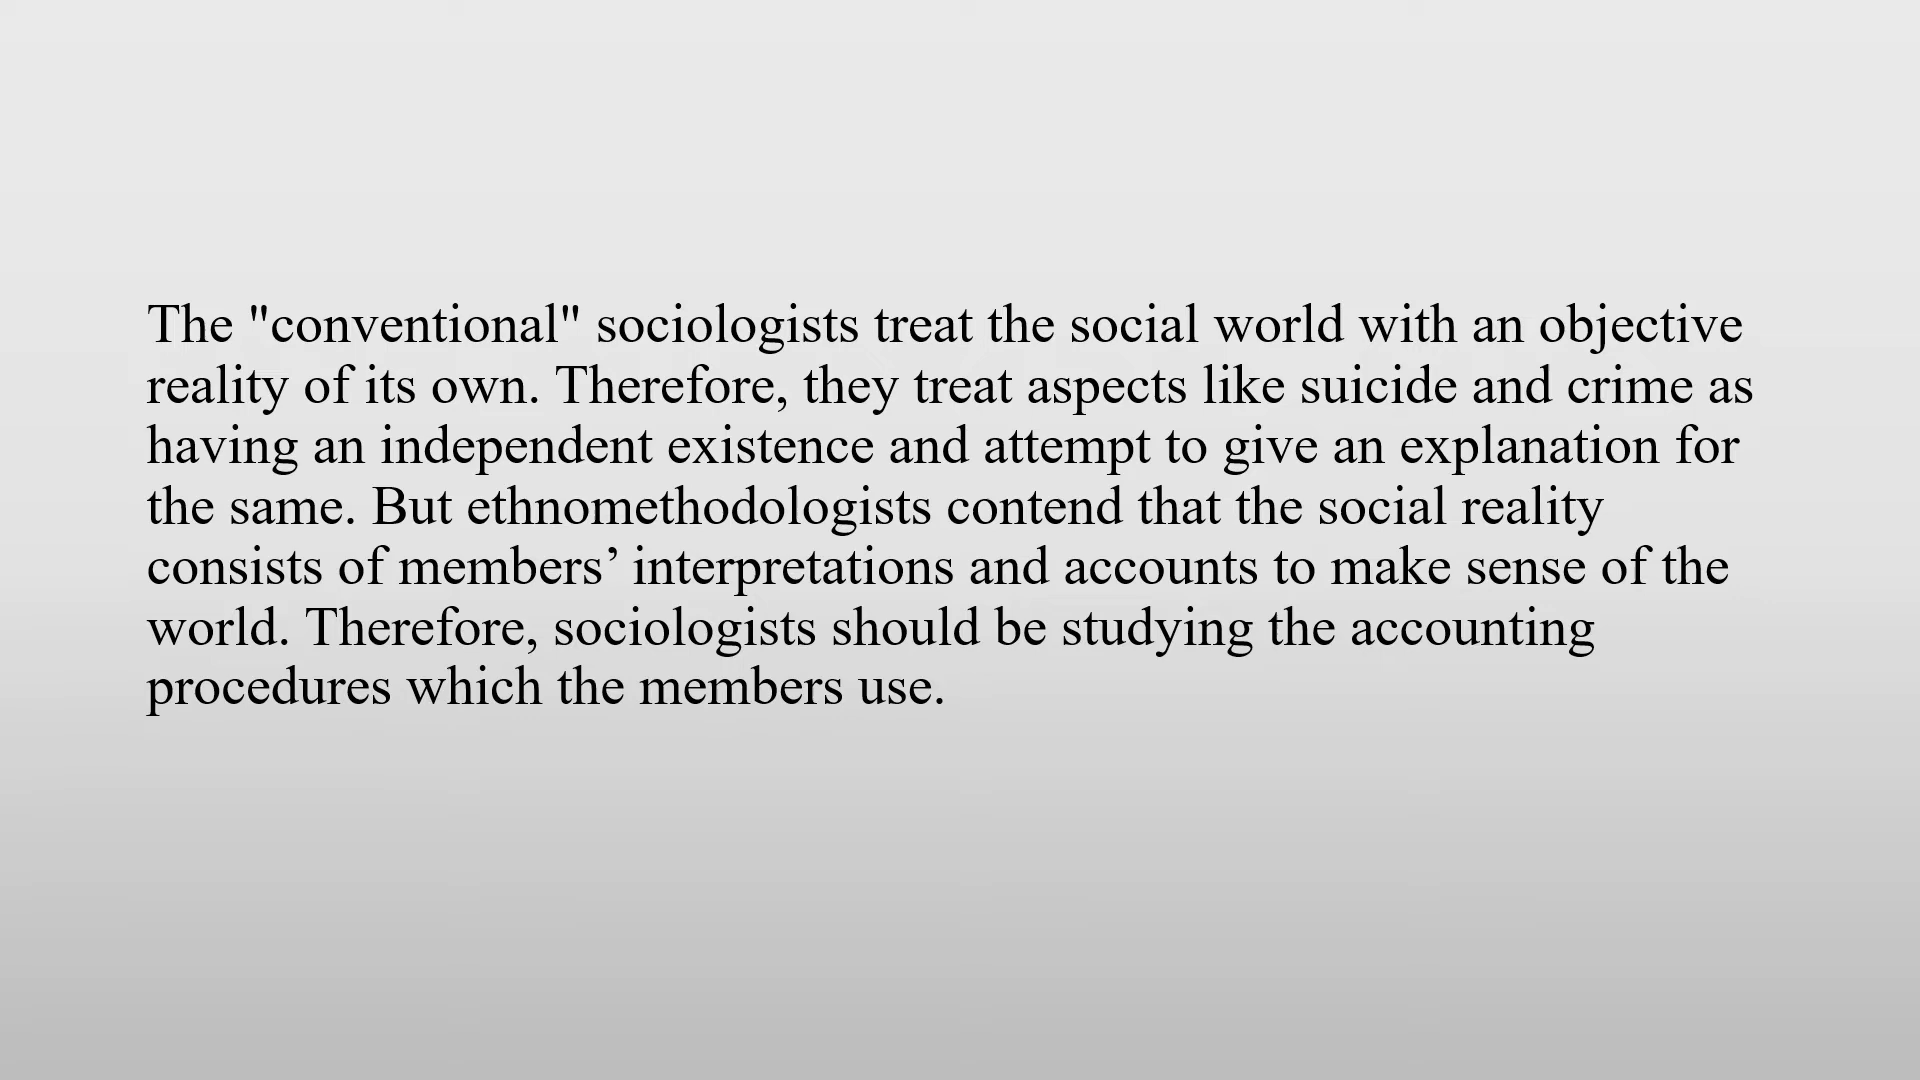 The "conventional" sociologists treat the social world with an objective
reality of its own. Therefore, they treat aspects like suicide and crime as
having an independent existence and attempt to give an explanation for
the same. But ethnomethodologists contend that the social reality
consists of members’ interpretations and accounts to make sense of the
world. Therefore, sociologists should be studying the accounting
procedures which the members use.